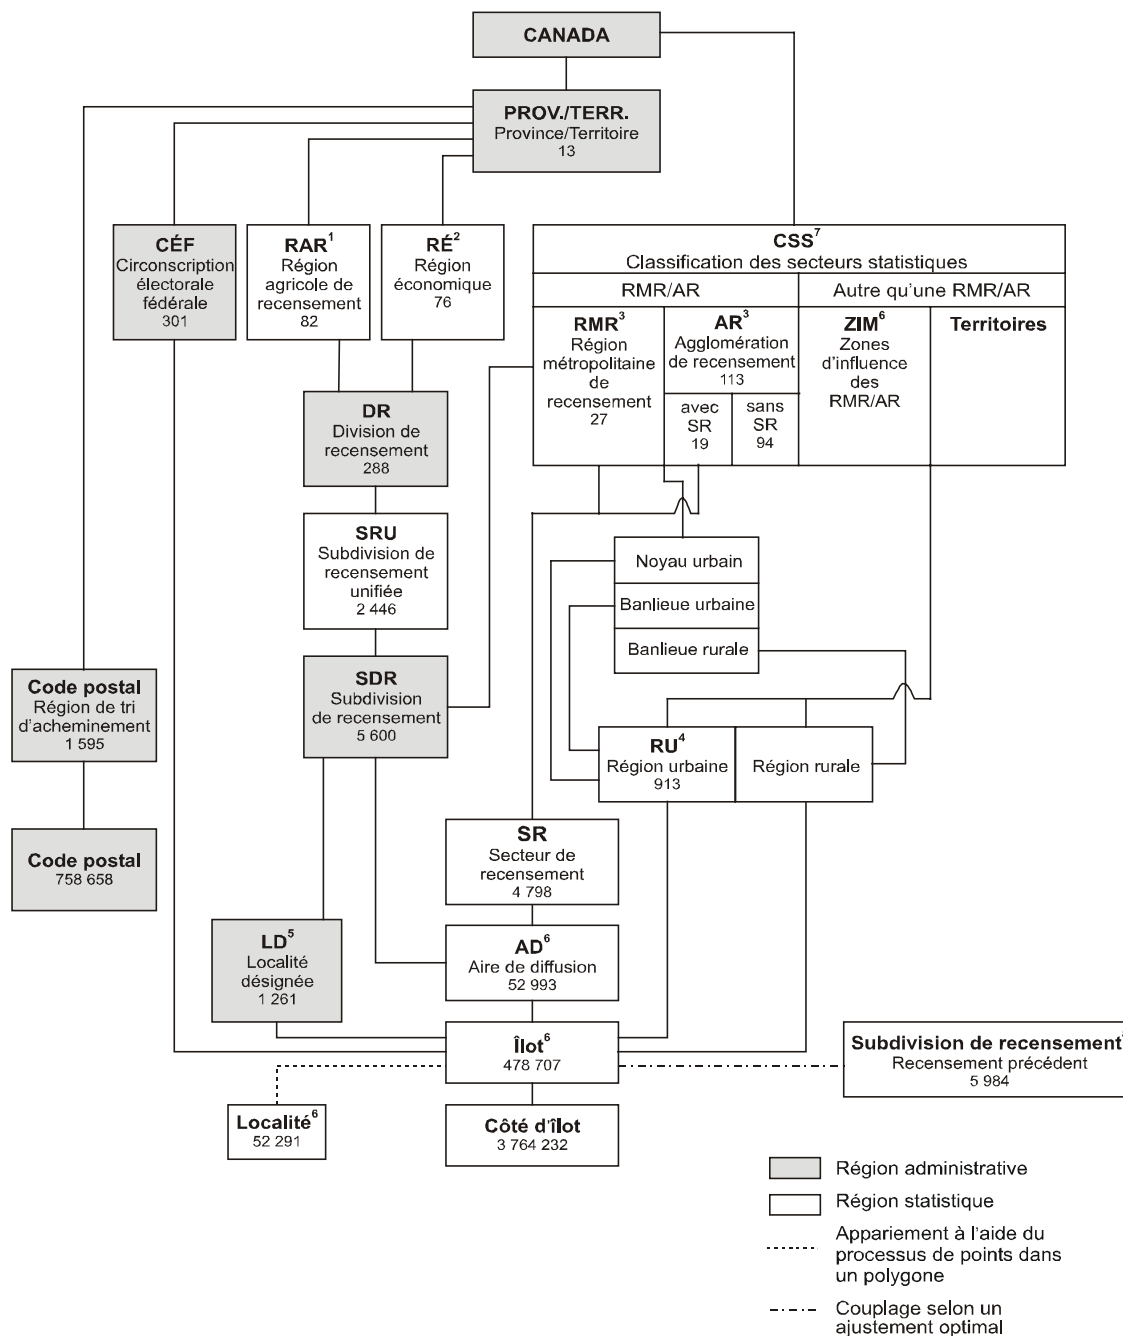 CANADA
PROV./TERR.
Province/Territoire
13
CÉF
Circonscription
électorale
fédérale
301
RAR¹
Région
agricole de
recensement
82
RÉ²
Région
économique
76
CSS⁷
Classification des secteurs statistiques
RMR/AR
Autre qu'une RMR/AR
RMR³
Région
métropolitaine
de
recensement
27
AR³
Agglomération
de recensement
113
avec
SR
19
sans
SR
94
ZIM⁶
Zones
d'influence
des
RMR/AR
Territoires
DR
Division de
recensement
288
SRU
Subdivision de
recensement
unifiée
2 446
Noyau urbain
Banlieue urbaine
Banlieue rurale
SDR
Subdivision
de recensement
5 600
Code postal
Région de tri
d'acheminement
1 595
RU⁴
Région urbaine
913
Région rurale
Code postal
758 658
SR
Secteur de
recensement
4 798
LD⁵
Localité
désignée
1 261
AD⁶
Aire de diffusion
52 993
Îlot⁶
478 707
Subdivision de recensement
Recensement précédent
5 984
Localité⁶
52 291
Côté d'îlot
3 764 232
Région administrative
Région statistique
Appariement à l'aide du
processus de points dans
un polygone
Couplage selon un
ajustement optimal